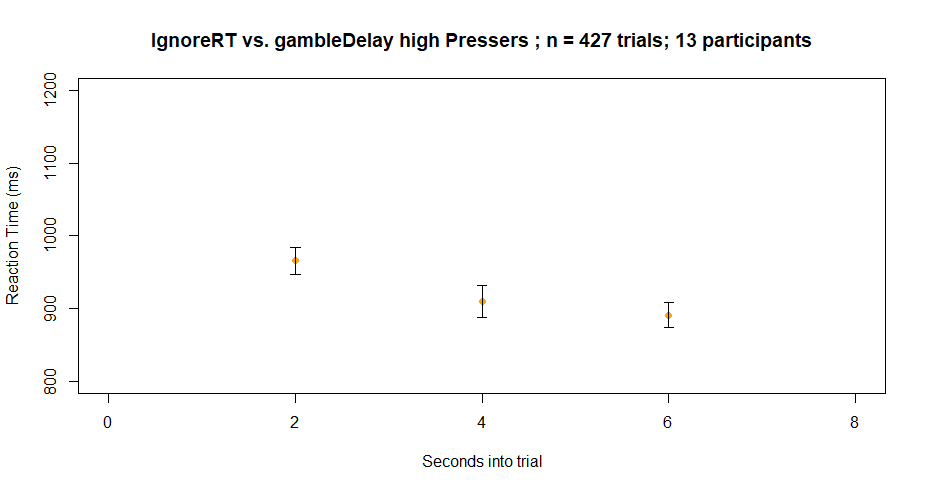 IgnoreRT vs. gambleDelay high Pressers ; n = 427 trials; 13 participants
Reaction Time (ms)
1200
1100
1000
900
800
0 2 4 6 8
Seconds into trial